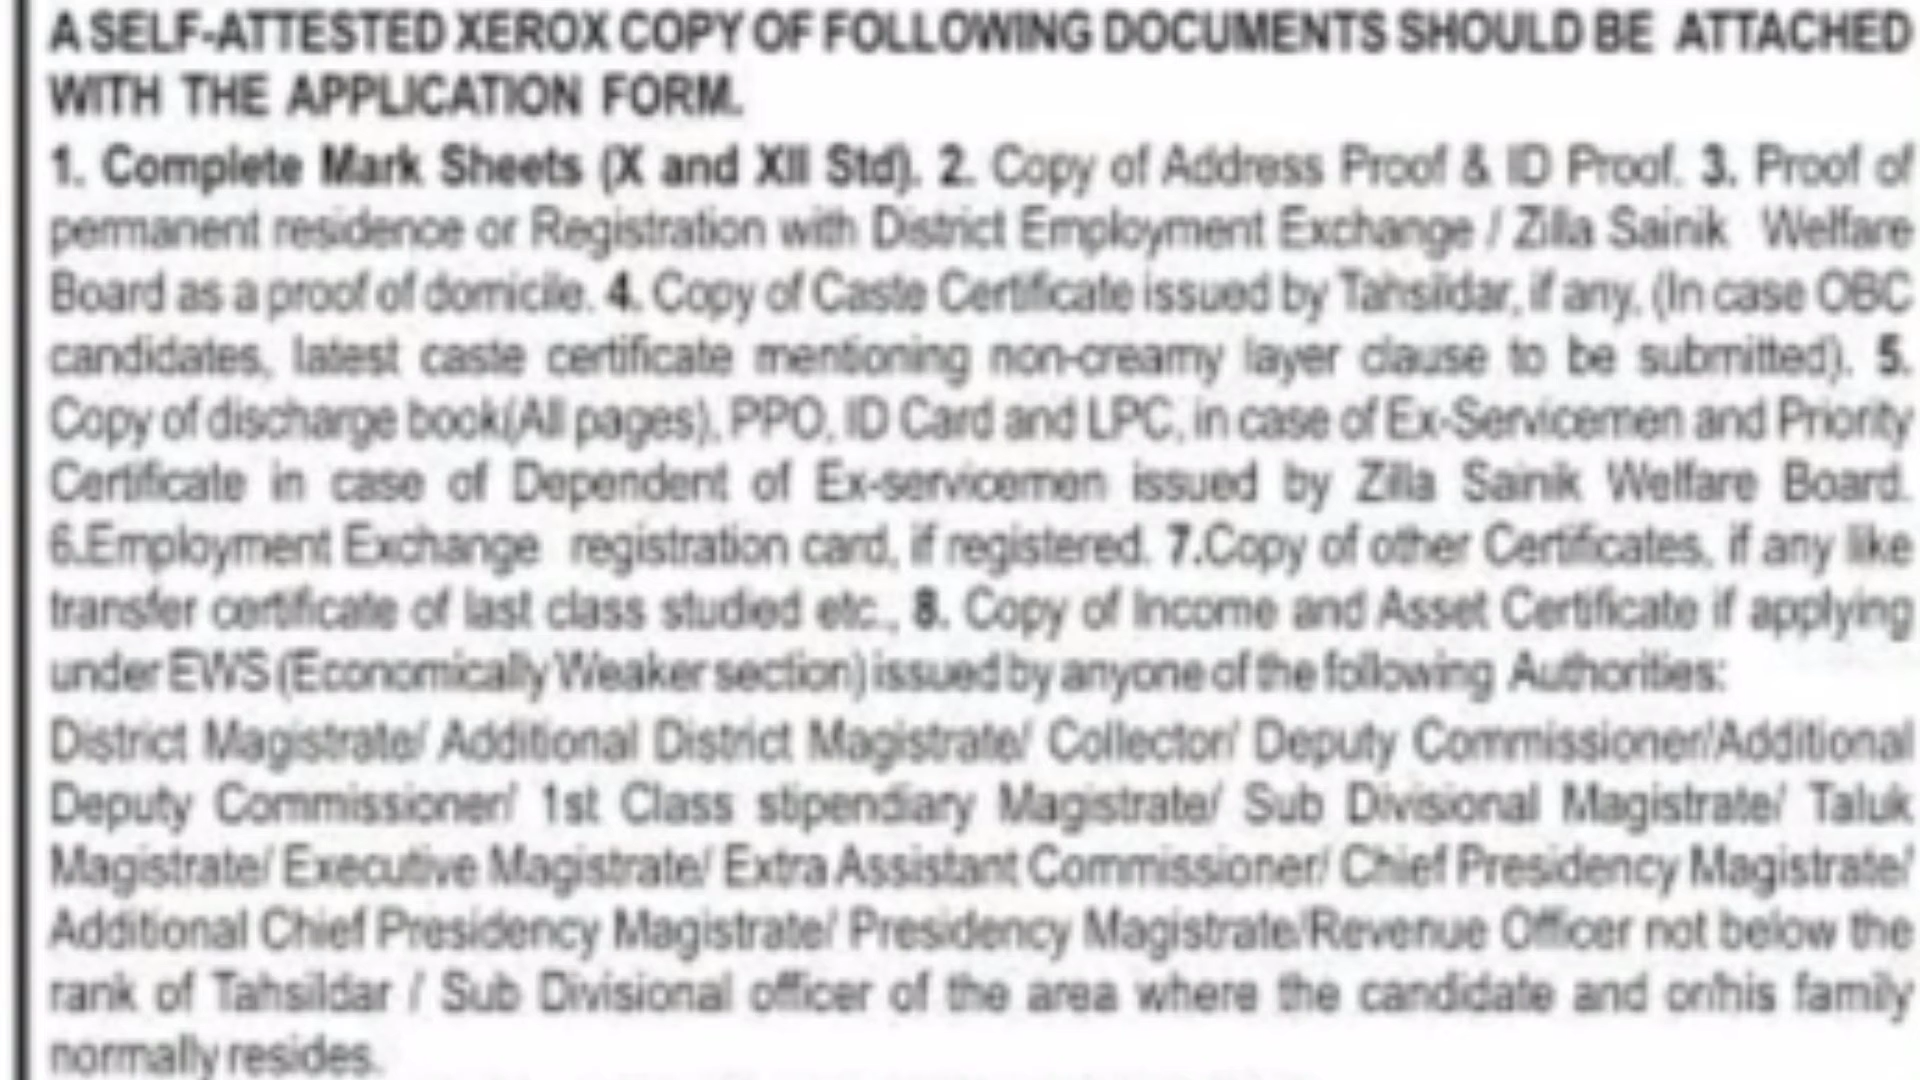 A SELF-ATTESTED XEROX COPY OF FOLLOWING DOCUMENTS SHOULD BE ATTACHED
WITH THE APPLICATION FORM.
1. Complete Mark Sheets (X and XII Std). 2. Copy of Address Proof & ID Proof. 3. Proof of
permanent residence or Registration with District Employment Exchange / Zilla Sainik Welfare
Board as a proof of domicile. 4. Copy of Caste Certificate issued by Tahsildar, if any, (In case OBC
candidates, latest caste certificate mentioning non-creamy layer clause to be submitted). 5.
Copy of discharge book(All pages), PPO, ID Card and LPC, in case of Ex-Servicemen and Priority
Certificate in case of Dependent of Ex-servicemen issued by Zilla Sainik Welfare Board.
6.Employment Exchange registration card, if registered. 7.Copy of other Certificates, if any like
transfer certificate of last class studied etc., 8. Copy of Income and Asset Certificate if applying
under EWS (Economically Weaker section) issued by anyone of the following Authorities:
District Magistrate/ Additional District Magistrate/ Collector/ Deputy Commissioner/Additional
Deputy Commissioner/ 1st Class stipendiary Magistrate/ Sub Divisional Magistrate/ Taluk
Magistrate/ Executive Magistrate/ Extra Assistant Commissioner/ Chief Presidency Magistrate/
Additional Chief Presidency Magistrate/ Presidency Magistrate/Revenue Officer not below the
rank of Tahsildar / Sub Divisional officer of the area where the candidate and or/his family
normally resides.